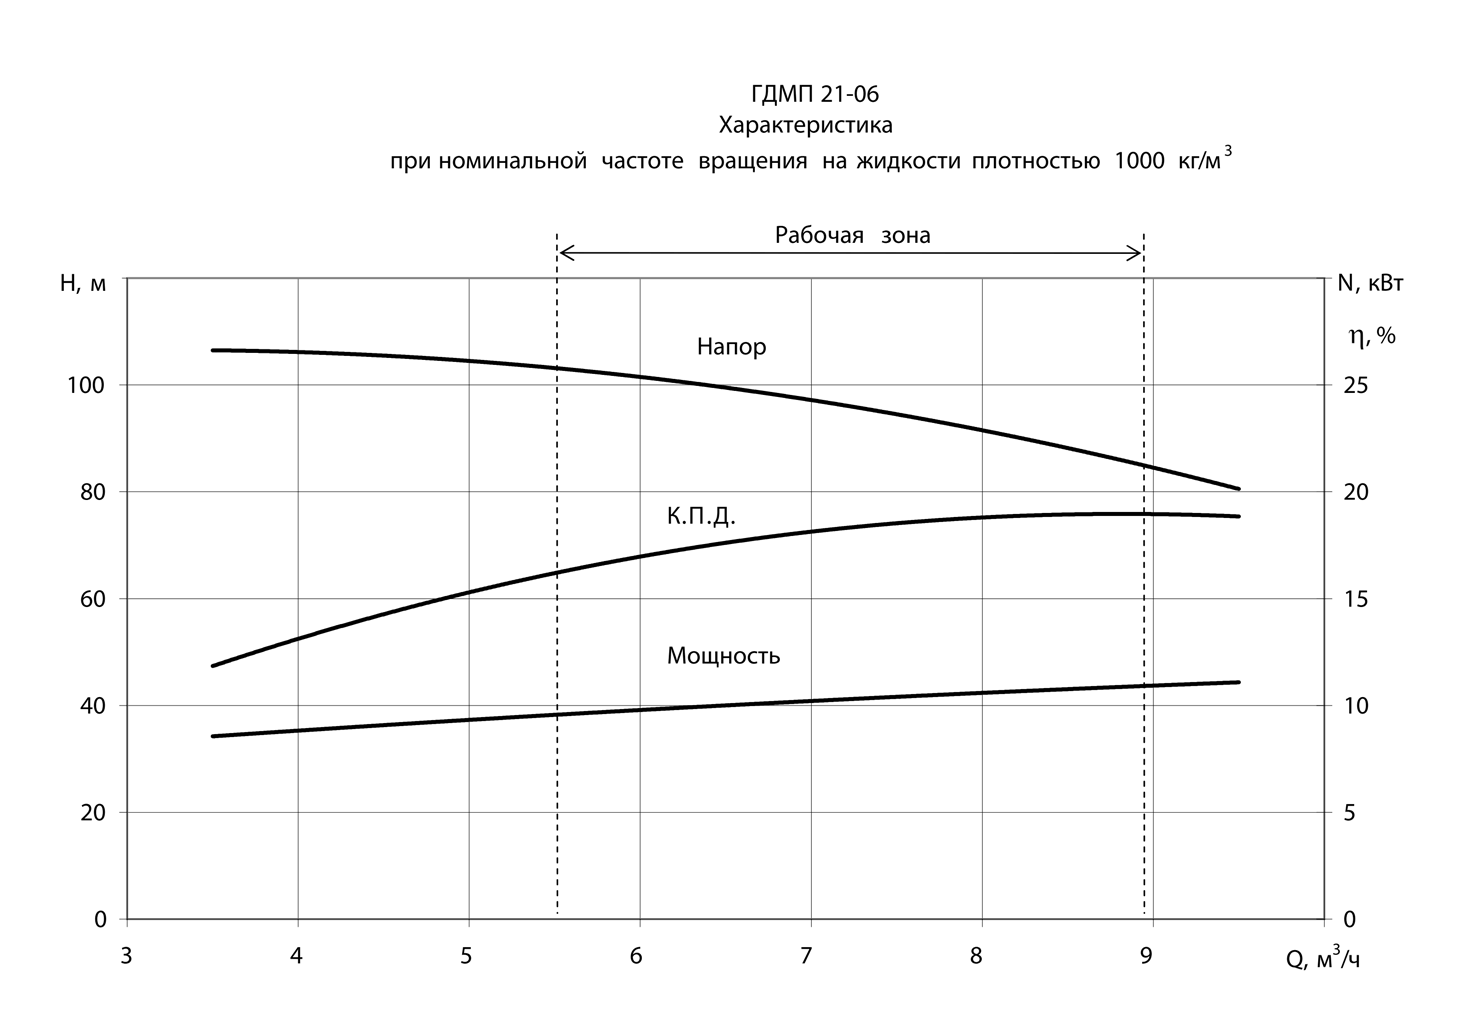 ГДМП 21-06
Характеристика
при номинальной частоте вращения на жидкости плотностью 1000 кг/м³
Рабочая зона
H, м
N, кВт
η, %
Напор
100
25
80
20
К.П.Д.
60
15
Мощность
40
10
20
5
0
0
3 4 5 6 7 8 9 Q, м³/ч